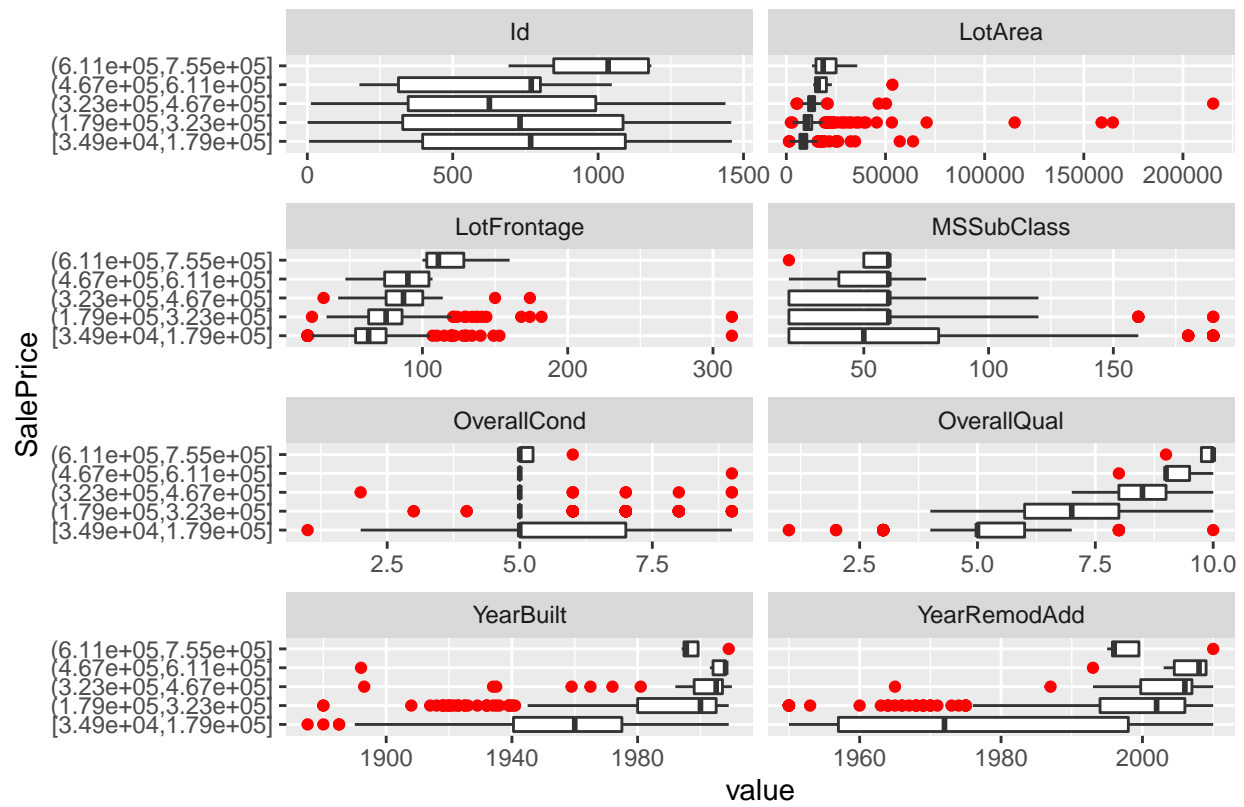 Id LotArea
(6.11e+05,7.55e+05]
(4.67e+05,6.11e+05]
(3.23e+05,4.67e+05]
(1.79e+05,3.23e+05]
[3.49e+04,1.79e+05]
0 500 1000 1500 0 50000 100000 150000 200000
LotFrontage MSSubClass
(6.11e+05,7.55e+05]
(4.67e+05,6.11e+05]
(3.23e+05,4.67e+05]
(1.79e+05,3.23e+05]
[3.49e+04,1.79e+05]
100 200 300 50 100 150
SalePrice
OverallCond OverallQual
(6.11e+05,7.55e+05]
(4.67e+05,6.11e+05]
(3.23e+05,4.67e+05]
(1.79e+05,3.23e+05]
[3.49e+04,1.79e+05]
2.5 5.0 7.5 2.5 5.0 7.5 10.0
YearBuilt YearRemodAdd
(6.11e+05,7.55e+05]
(4.67e+05,6.11e+05]
(3.23e+05,4.67e+05]
(1.79e+05,3.23e+05]
[3.49e+04,1.79e+05]
1900 1940 1980 1960 1980 2000
value